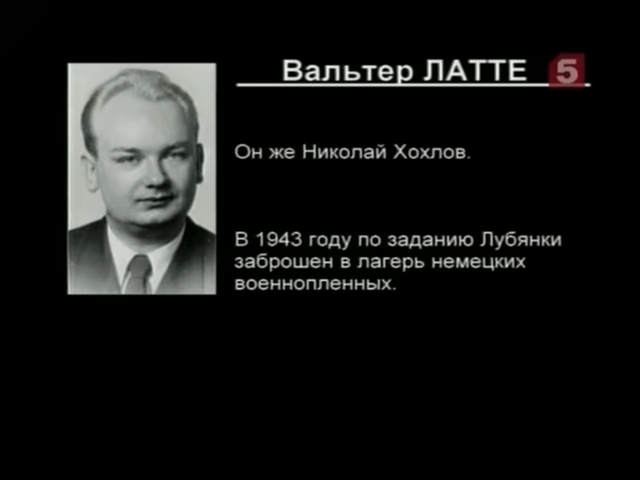 Вальтер ЛАТТЕ
5
Он же Николай Хохлов.
В 1943 году по заданию Лубянки
заброшен в лагерь немецких
военнопленных.